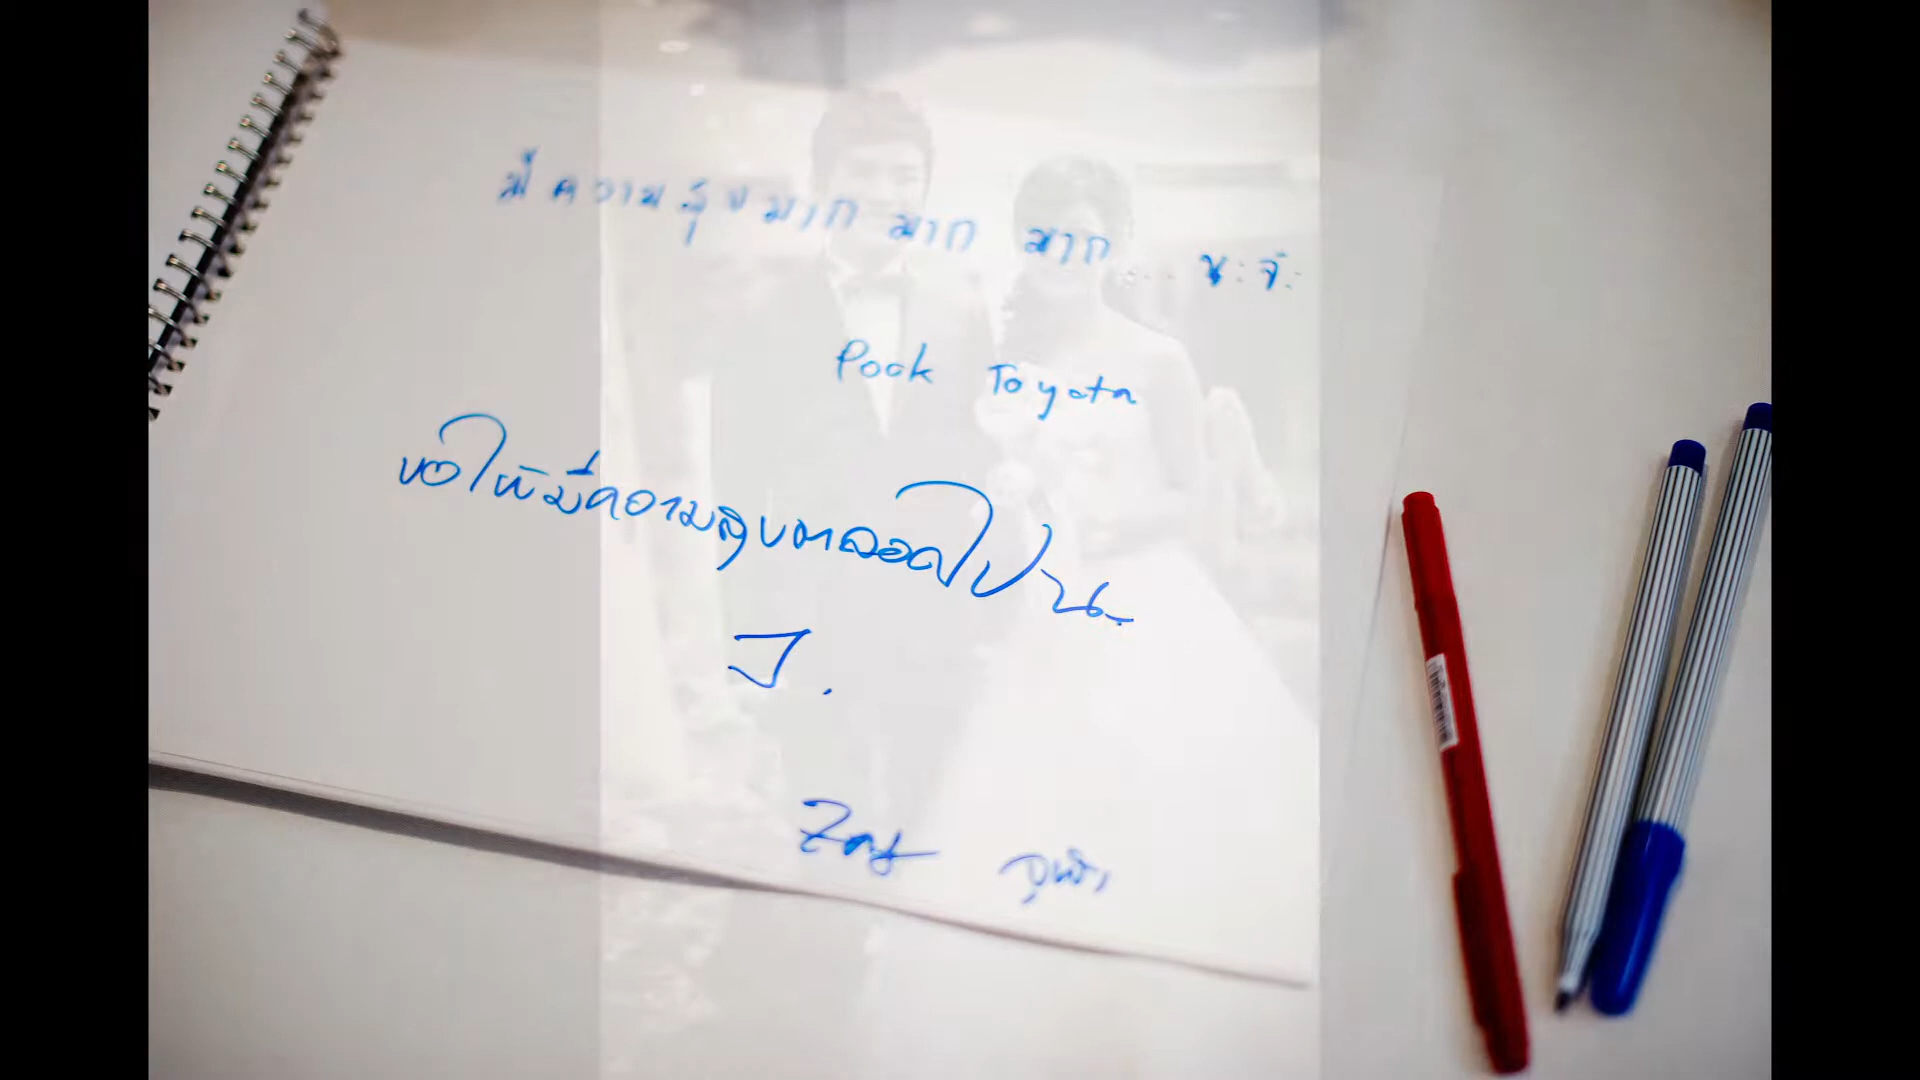 มีความสุขมาก มาก มาก ... นะจ๊ะ
Pook Toyota
ขอให้มีความสุขตลอดไปนะ